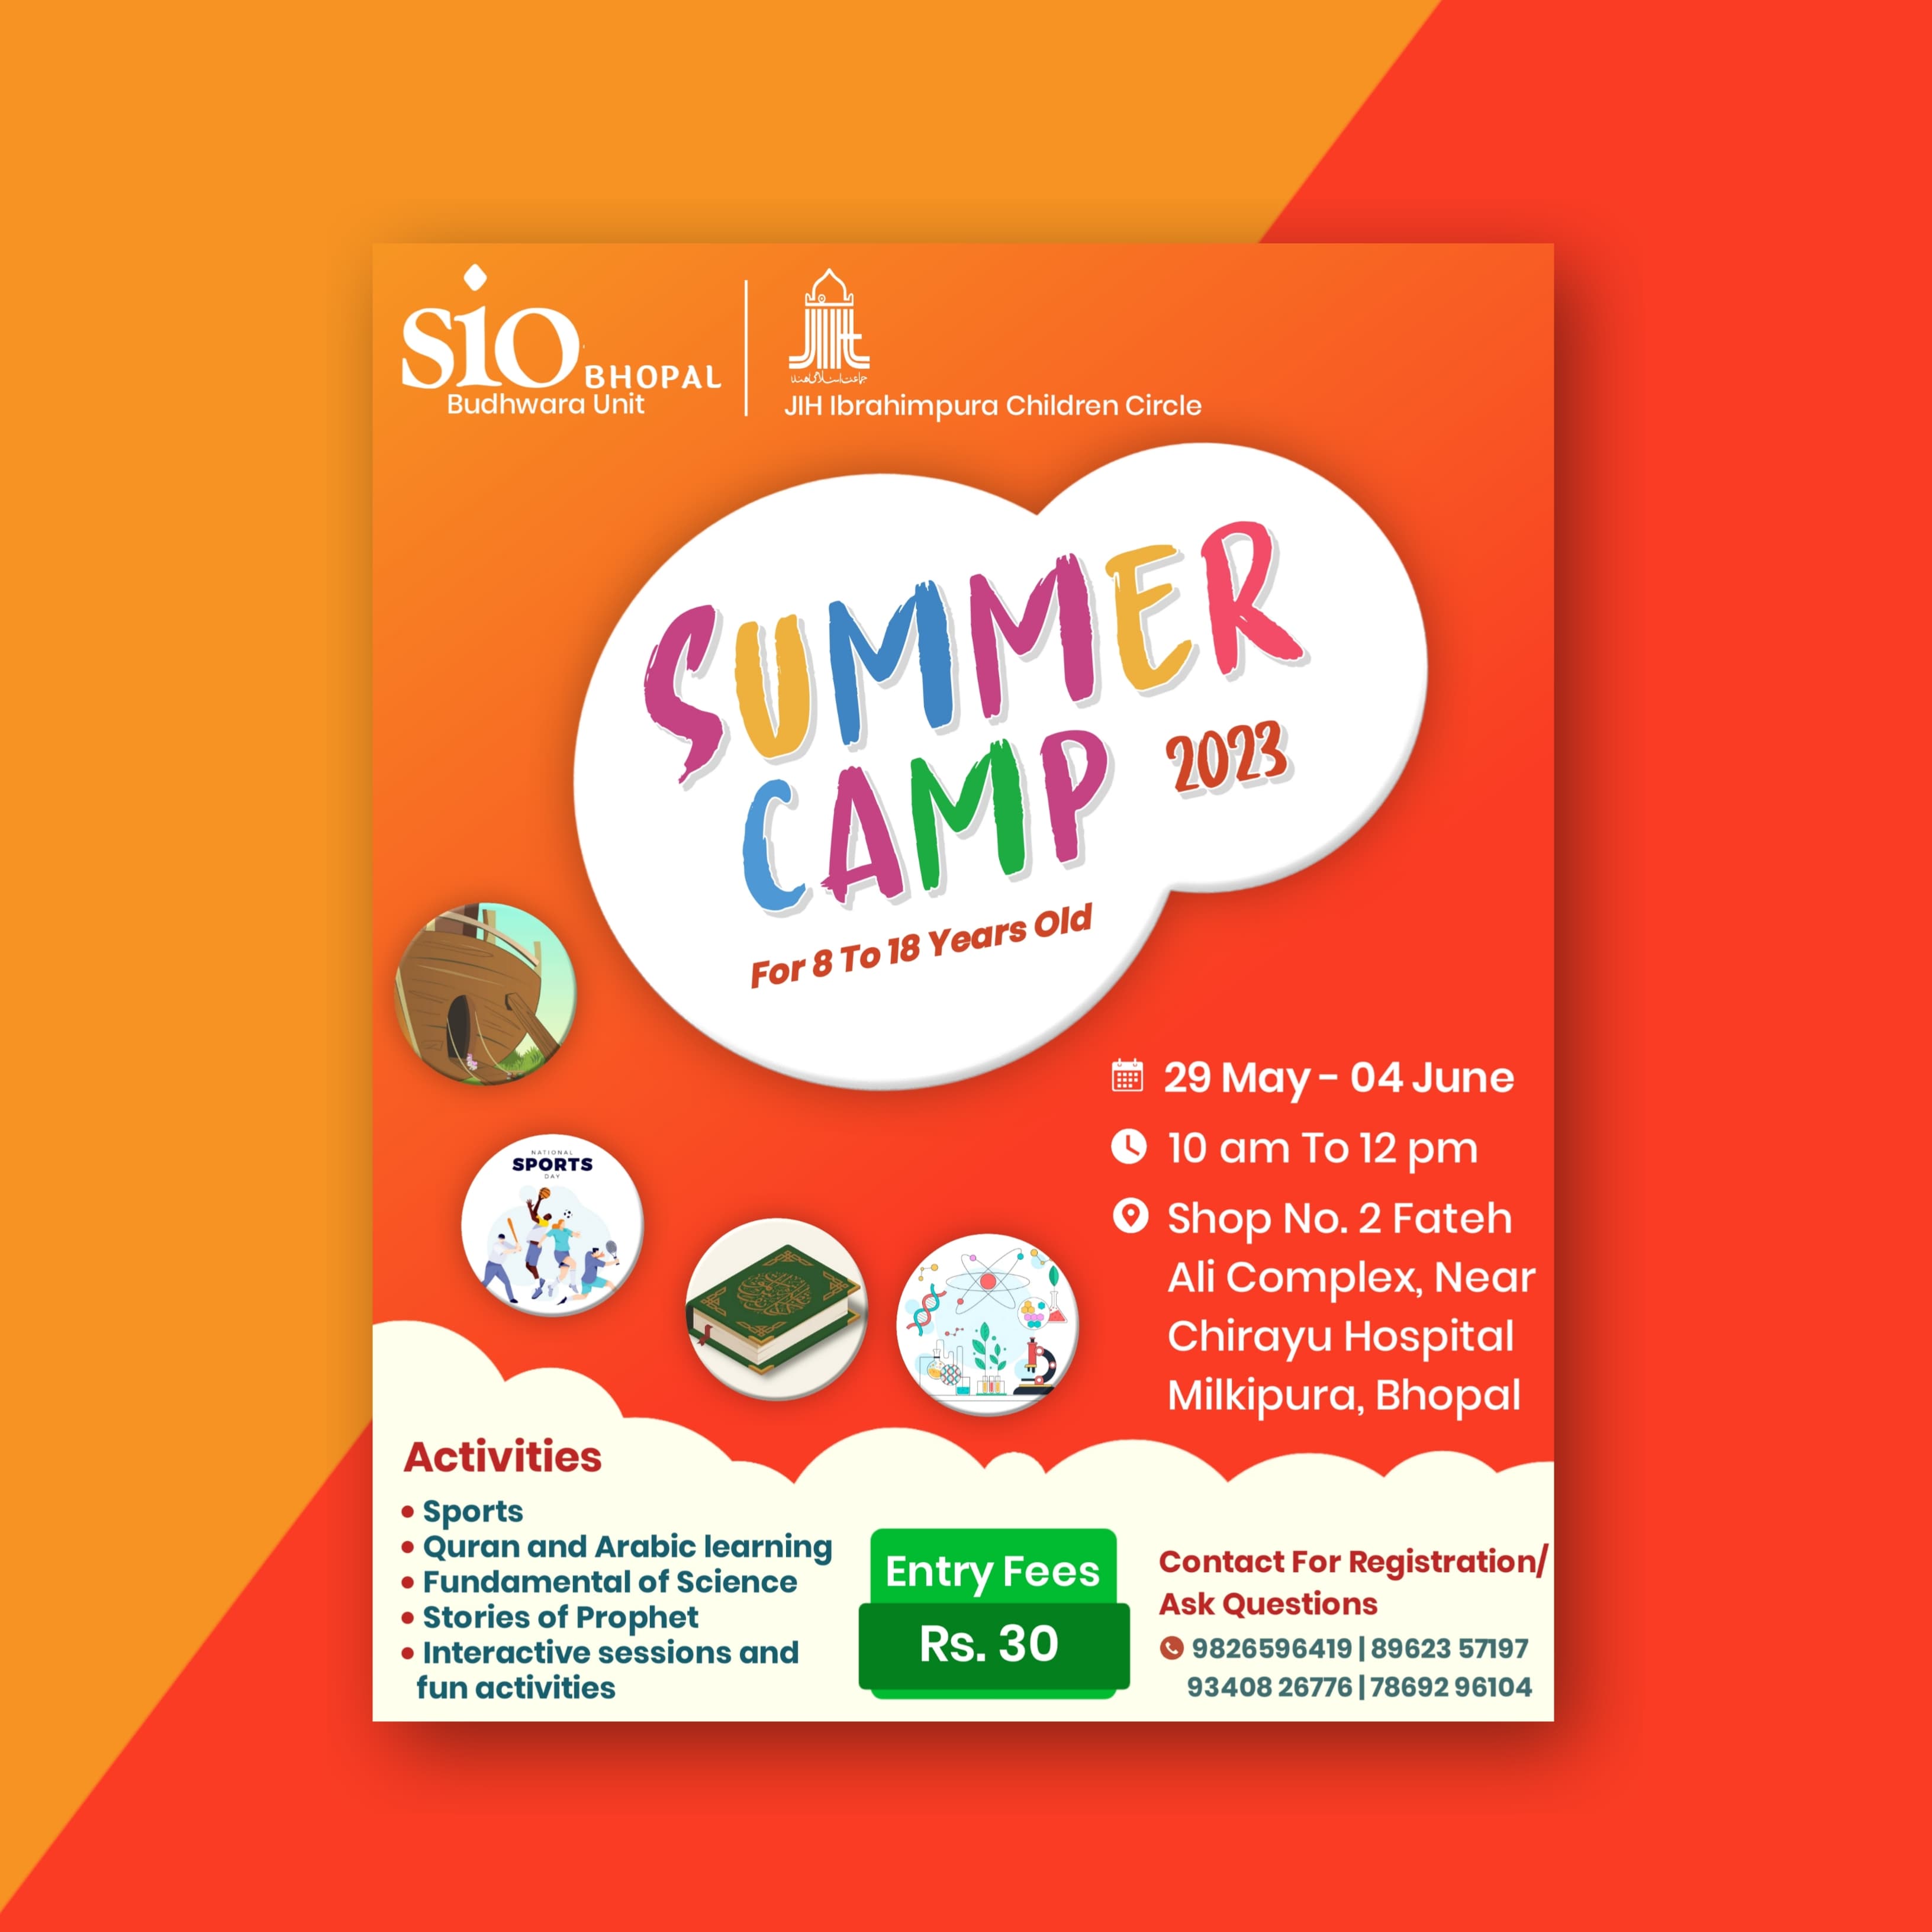 sio BHOPAL
Budhwara Unit
جماعت اسلامی هند
JIH Ibrahimpura Children Circle
SUMMER
CAMP 2023
For 8 To 18 Years Old
29 May - 04 June
10 am To 12 pm
Shop No. 2 Fateh
Ali Complex, Near
Chirayu Hospital
Milkipura, Bhopal
NATIONAL
SPORTS
DAY
Activities
• Sports
• Quran and Arabic learning
• Fundamental of Science
• Stories of Prophet
• Interactive sessions and
fun activities
Entry Fees
Rs. 30
Contact For Registration/
Ask Questions
9826596419 | 89623 57197
93408 26776 | 78692 96104